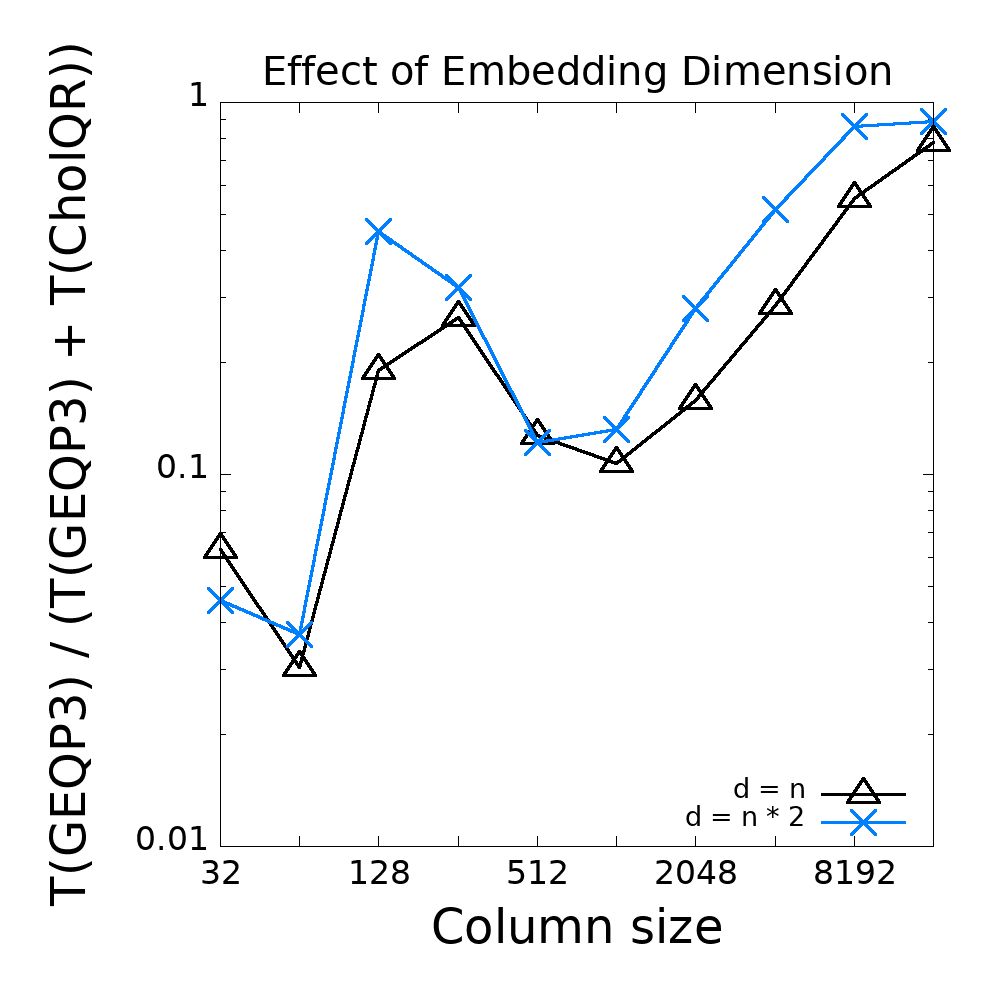 Effect of Embedding Dimension
T(GEQP3) / (T(GEQP3) + T(CholQR))
1
0.1
0.01
d = n
d = n * 2
32 128 512 2048 8192
Column size